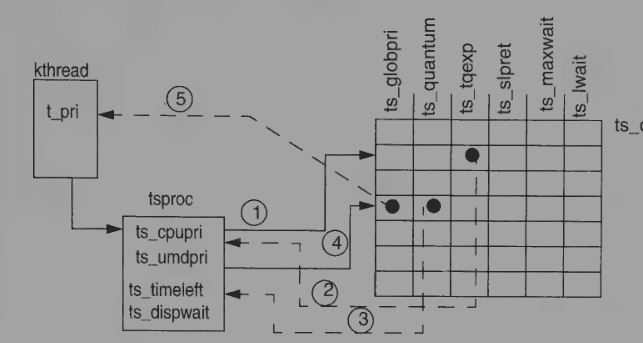 kthread
t_pri
5
ts_globpri
ts_quantum
ts_tqexp
ts_slpret
ts_maxwait
ts_lwait
tsproc
1
ts_cpupri
ts_umdpri
4
2
ts_timeleft
ts_dispwait
3